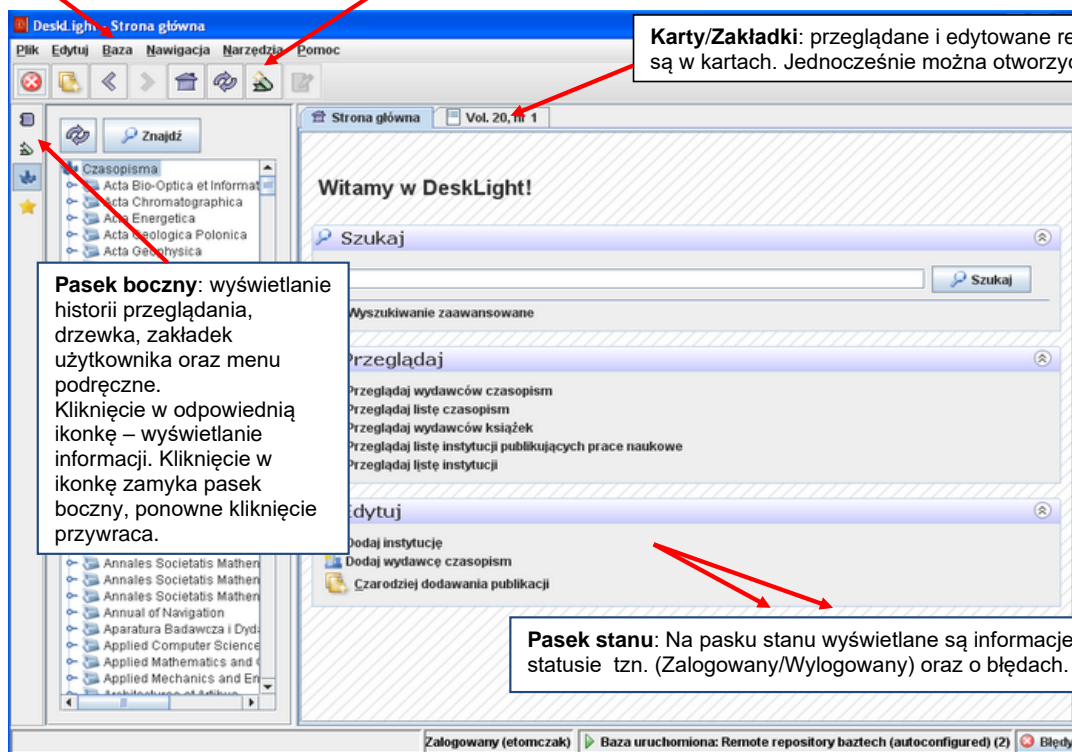 DeskLight - Strona główna
Plik Edytuj Baza Nawigacja Narzędzia Pomoc
Karty/Zakładki: przeglądane i edytowane re
są w kartach. Jednocześnie można otworzyć
Strona główna
Vol. 20, nr 1
Znajdź
Czasopisma
Acta Bio-Optica et Informat
Acta Chromatographica
Acta Energetica
Acta Geologica Polonica
Acta Geophysica
Pasek boczny: wyświetlanie
historii przeglądania,
drzewka, zakładek
użytkownika oraz menu
podręczne.
Kliknięcie w odpowiednią
ikonkę – wyświetlanie
informacji. Kliknięcie w
ikonkę zamyka pasek
boczny, ponowne kliknięcie
przywraca.
Annales Societatis Mathen
Annales Societatis Mathen
Annales Societatis Mathen
Annual of Navigation
Aparatura Badawcza i Dyd
Applied Computer Science
Applied Mathematics and
Applied Mechanics and En
Witamy w DeskLight!
Szukaj
Szukaj
Wyszukiwanie zaawansowane
Przeglądaj
Przeglądaj wydawców czasopism
Przeglądaj listę czasopism
Przeglądaj wydawców książek
Przeglądaj listę instytucji publikujących prace naukowe
Przeglądaj listę instytucji
Edytuj
Dodaj instytucję
Dodaj wydawcę czasopism
Czarodziej dodawania publikacji
Pasek stanu: Na pasku stanu wyświetlane są informacje
statusie tzn. (Zalogowany/Wylogowany) oraz o błędach.
Zalogowany (etomczak) Baza uruchomiona: Remote repository baztech (autoconfigured) (2) Błędy